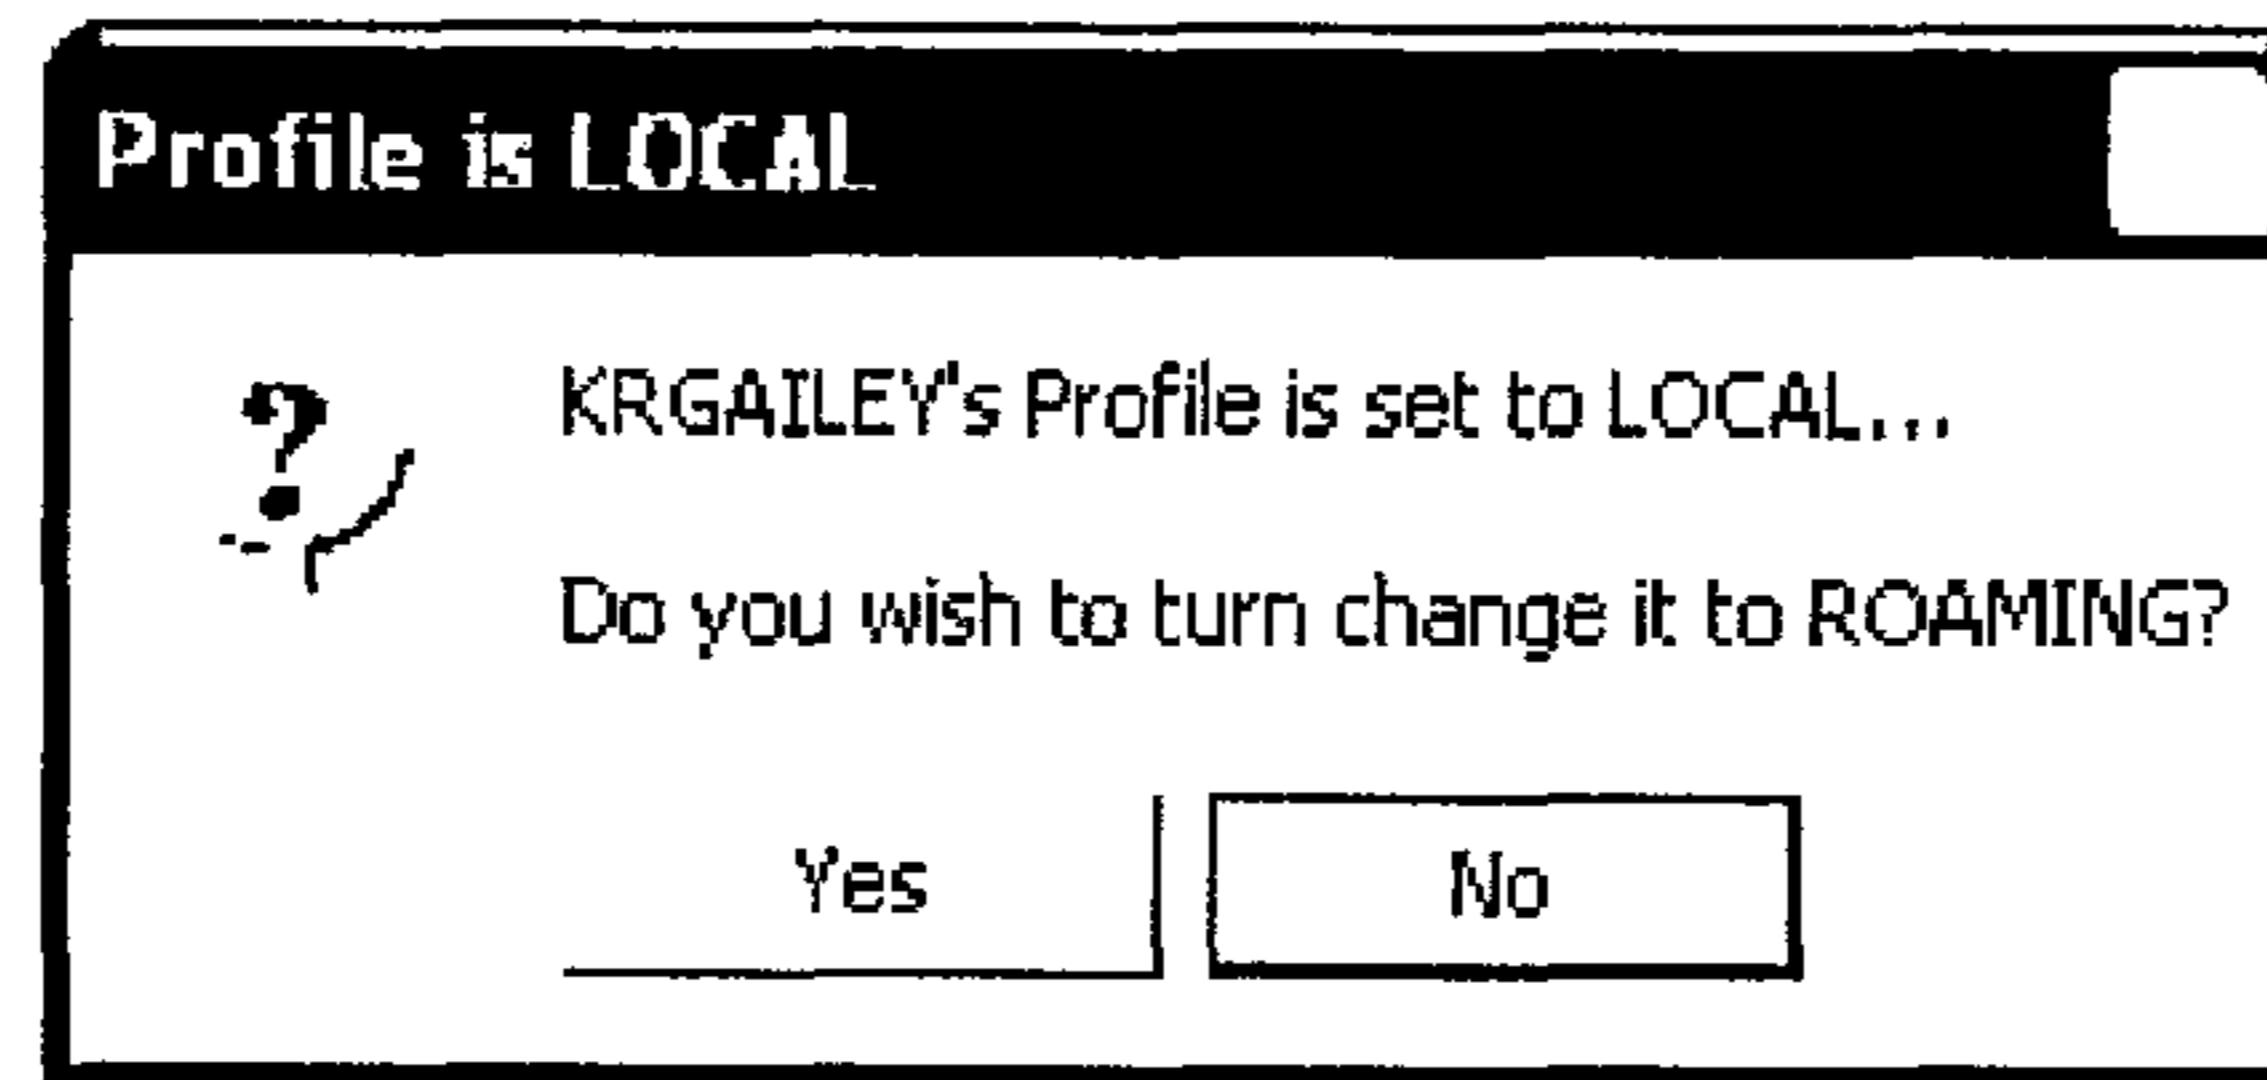 Profile is LOCAL
KRGAILEY's Profile is set to LOCAL...
Do you wish to turn change it to ROAMING?
Yes
No